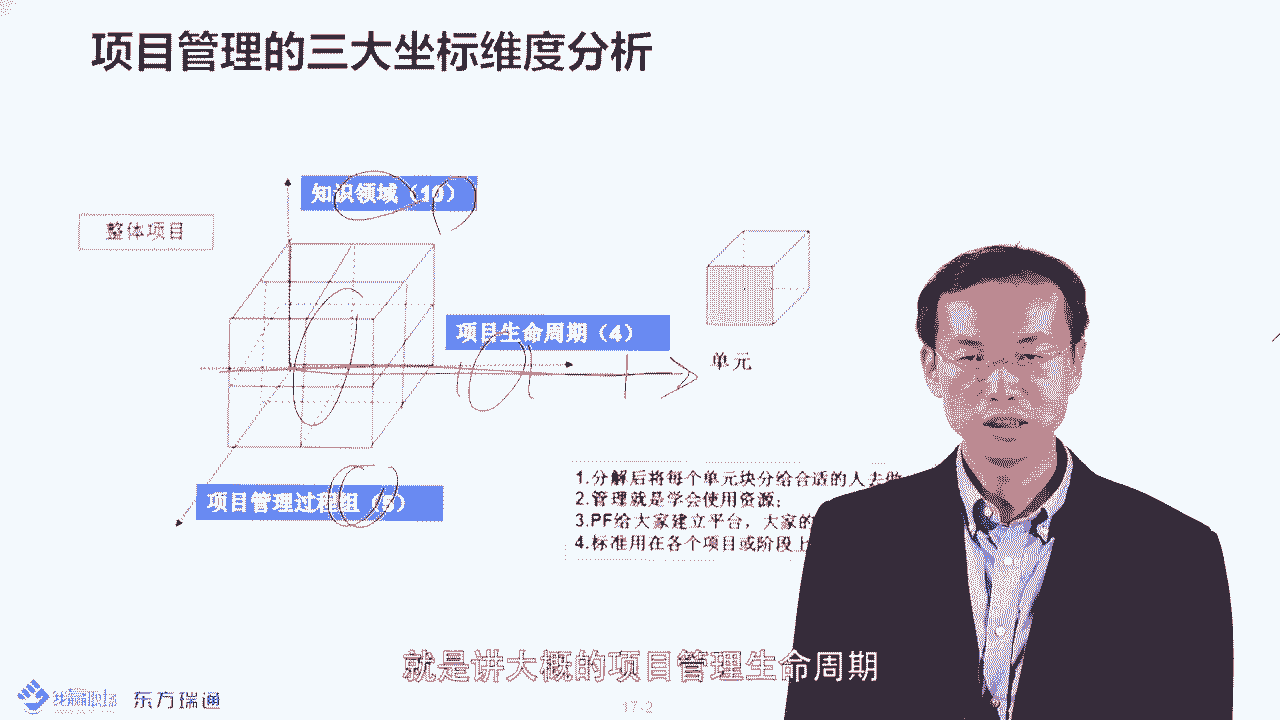 项目管理的三大坐标维度分析
知识领域（10）
整体项目
项目生命周期（4）
单元
项目管理过程组（5）
1.分解后将每个单元块分给合适的人去做
2.管理就是学会使用资源；
3.PF给大家建立平台，大家的
4.标准用在各个项目或阶段上
就是讲大概的项目管理生命周期
东方瑞通
17-2